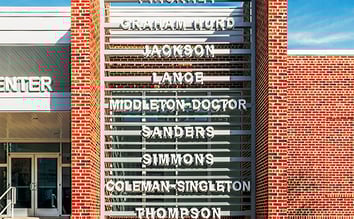 GRAHAM-HURD
JACKSON
LANCE
MIDDLETON-DOCTOR
SANDERS
SIMMONS
COLEMAN-SINGLETON
THOMPSON
ENTER